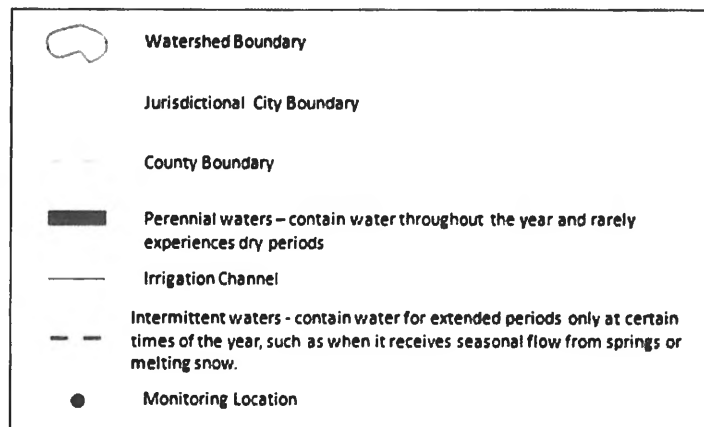 Watershed Boundary
Jurisdictional City Boundary
County Boundary
Perennial waters – contain water throughout the year and rarely
experiences dry periods
Irrigation Channel
Intermittent waters - contain water for extended periods only at certain
times of the year, such as when it receives seasonal flow from springs or
melting snow.
Monitoring Location